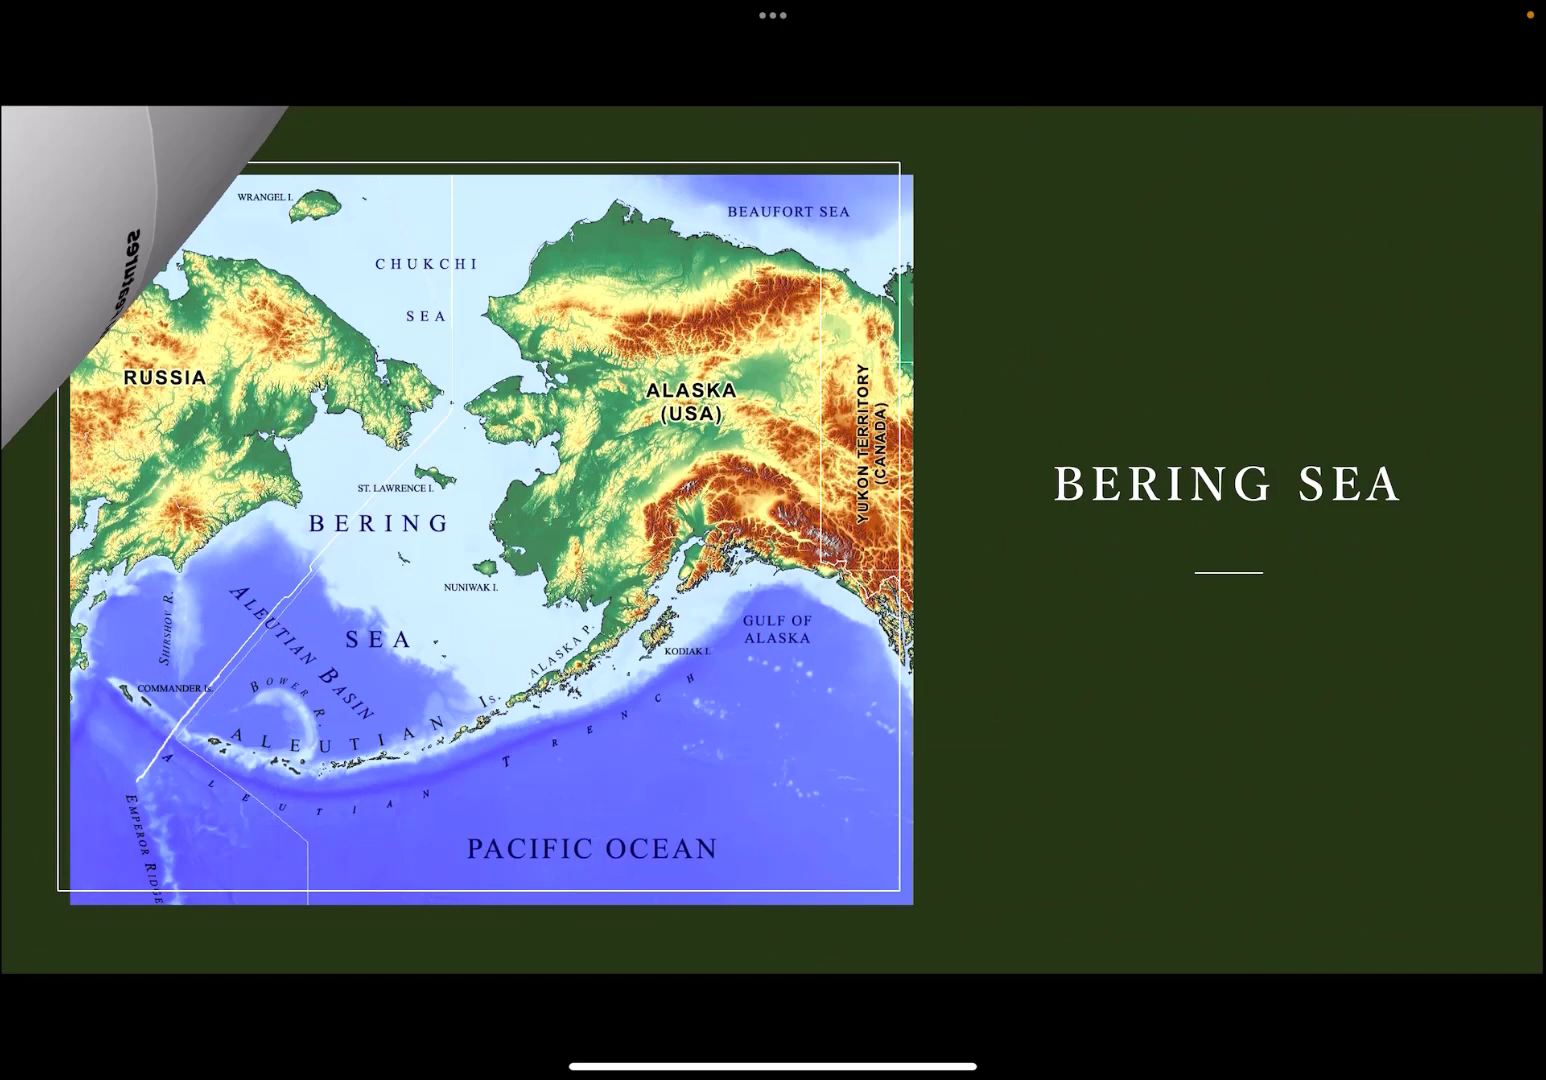 WRANGEL I.
BEAUFORT SEA
CHUKCHI
SEA
RUSSIA
ALASKA
(USA)
YUKON TERRITORY
(CANADA)
ST. LAWRENCE I.
BERING
NUNIWAK I.
SEA
ALEUTIAN BASIN
SHIRSHOV R.
GULF OF
ALASKA
ALASKA P.
KODIAK I.
COMMANDER Is.
BOWER R.
ALEUTIAN Is.
ALEUTIAN TRENCH
EMPEROR RIDGE
PACIFIC OCEAN
BERING SEA